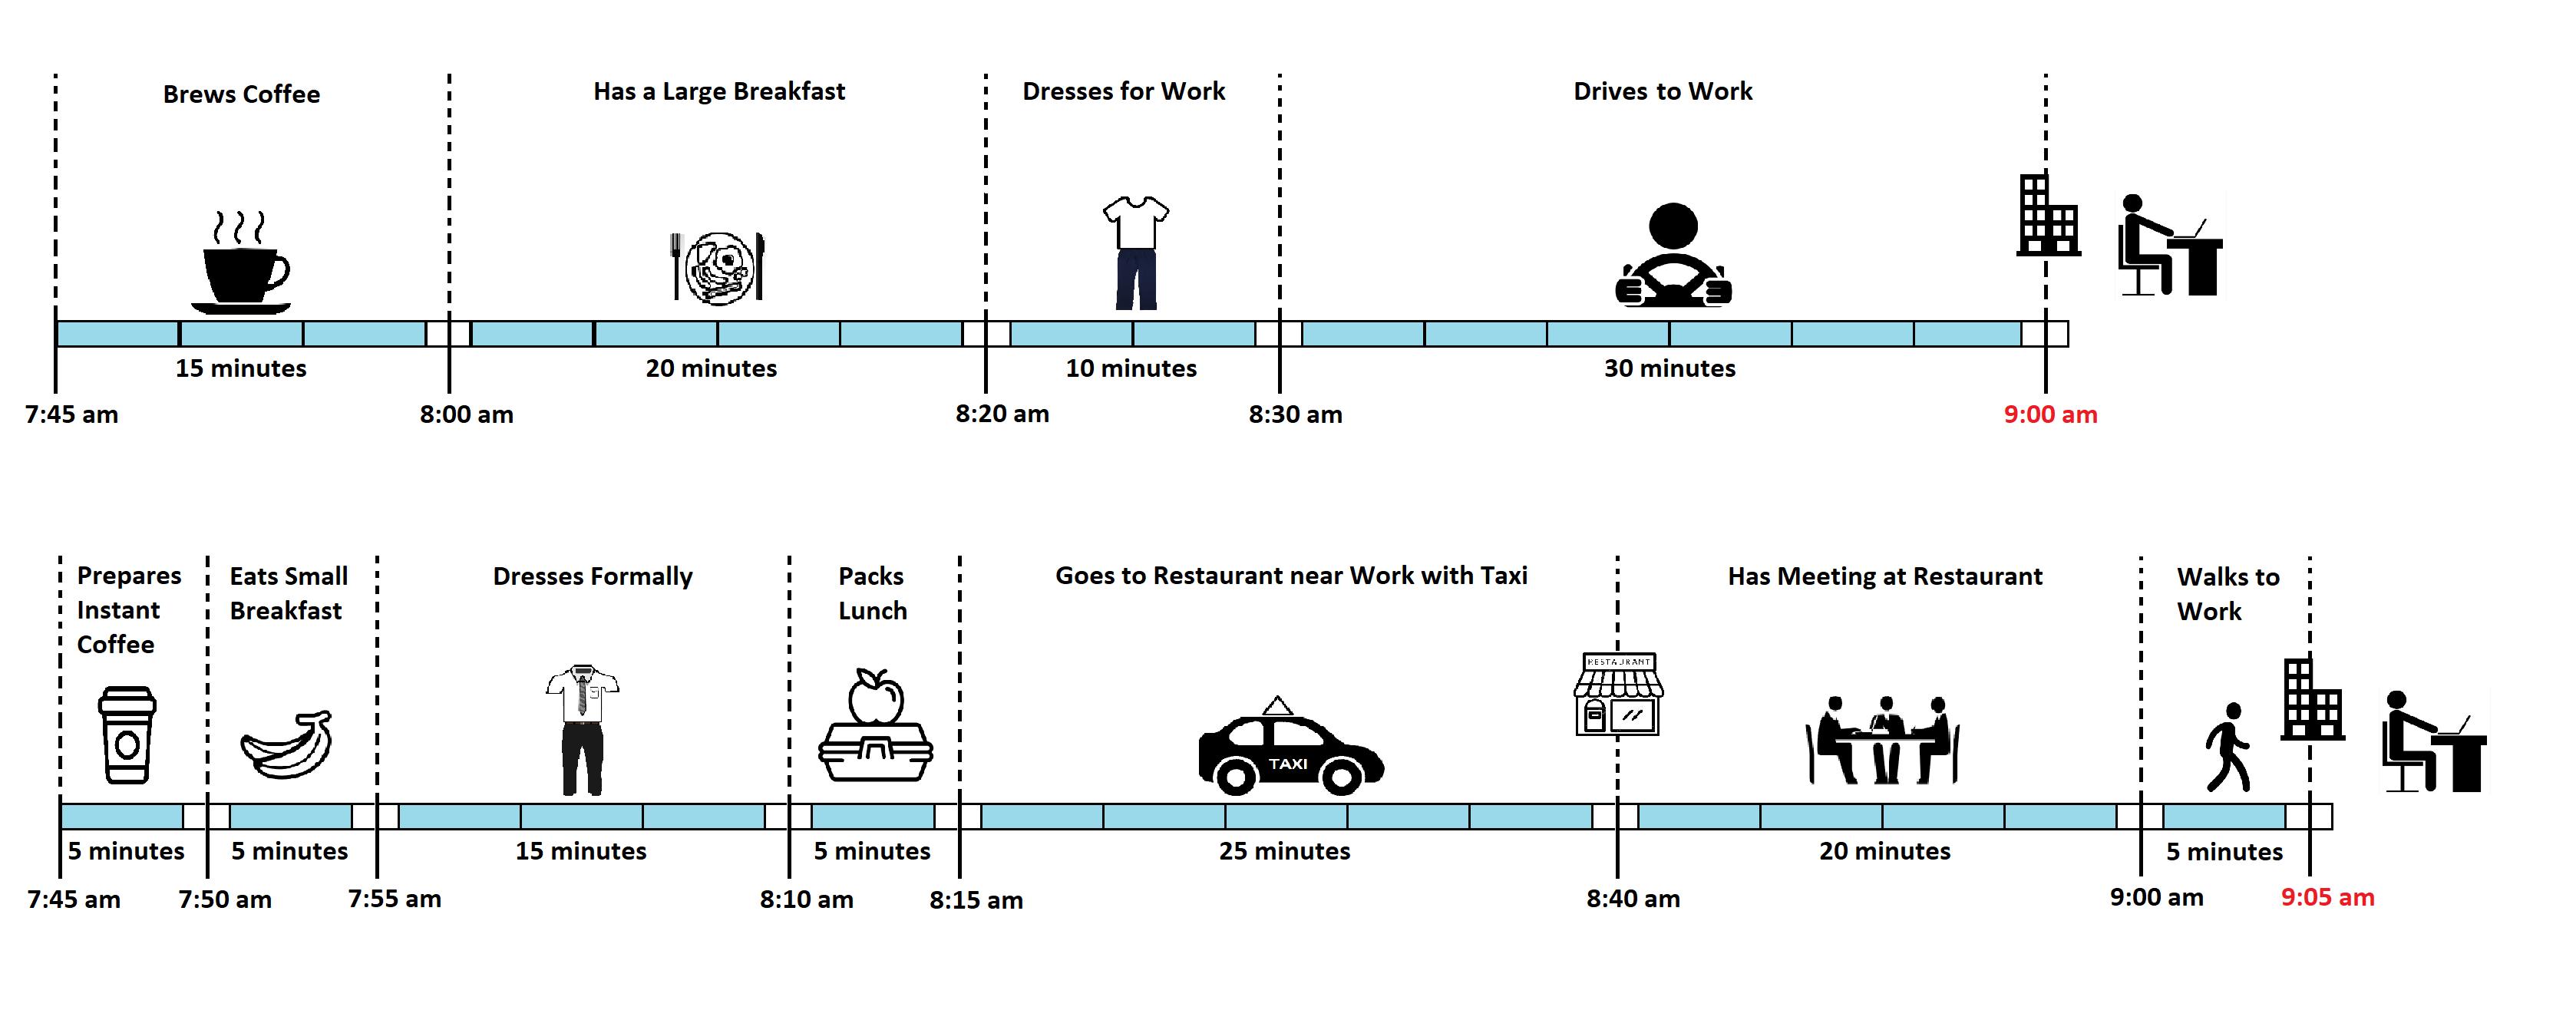 Brews Coffee
Has a Large Breakfast
Dresses for Work
Drives to Work
15 minutes
20 minutes
10 minutes
30 minutes
7:45 am
8:00 am
8:20 am
8:30 am
9:00 am
Prepares
Instant
Coffee
Eats Small
Breakfast
Dresses Formally
Packs
Lunch
Goes to Restaurant near Work with Taxi
Has Meeting at Restaurant
Walks to
Work
RESTAURANT
TAXI
5 minutes
5 minutes
15 minutes
5 minutes
25 minutes
20 minutes
5 minutes
7:45 am
7:50 am
7:55 am
8:10 am
8:15 am
8:40 am
9:00 am
9:05 am